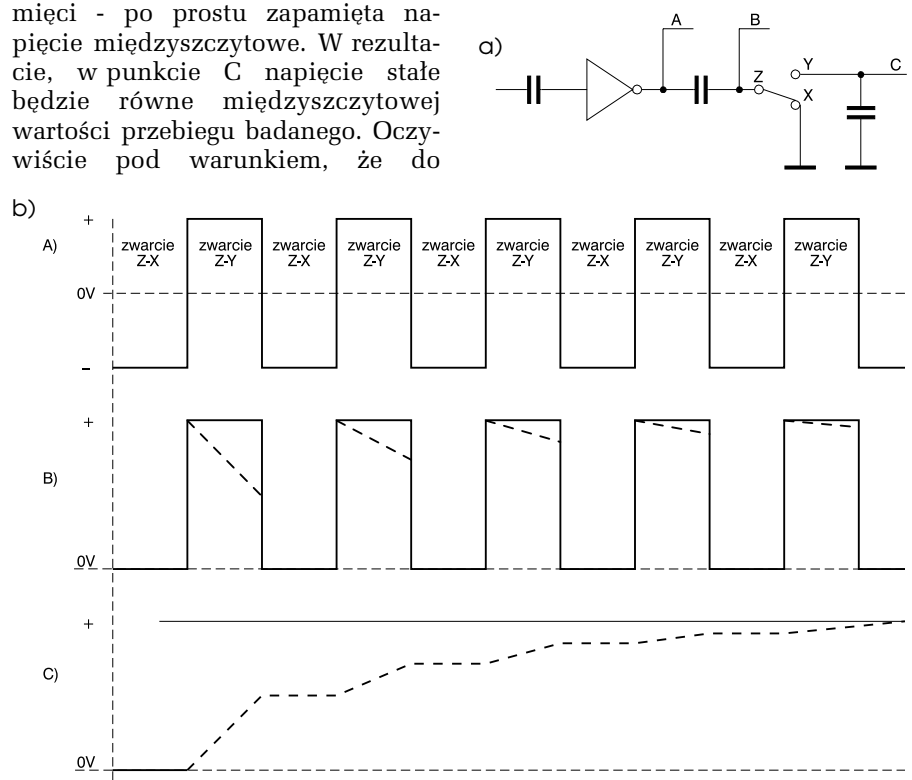 mięci - po prostu zapamięta na-
pięcie międzyszczytowe. W rezulta-
cie, w punkcie C napięcie stałe
będzie równe międzyszczytowej
wartości przebiegu badanego. Oczy-
wiście pod warunkiem, że do
a)
A
B
Z
Y
X
C
b)
A)
+
0V
–
zwarcie
Z-X
zwarcie
Z-Y
zwarcie
Z-X
zwarcie
Z-Y
zwarcie
Z-X
zwarcie
Z-Y
zwarcie
Z-X
zwarcie
Z-Y
zwarcie
Z-X
zwarcie
Z-Y
B)
+
0V
C)
+
0V